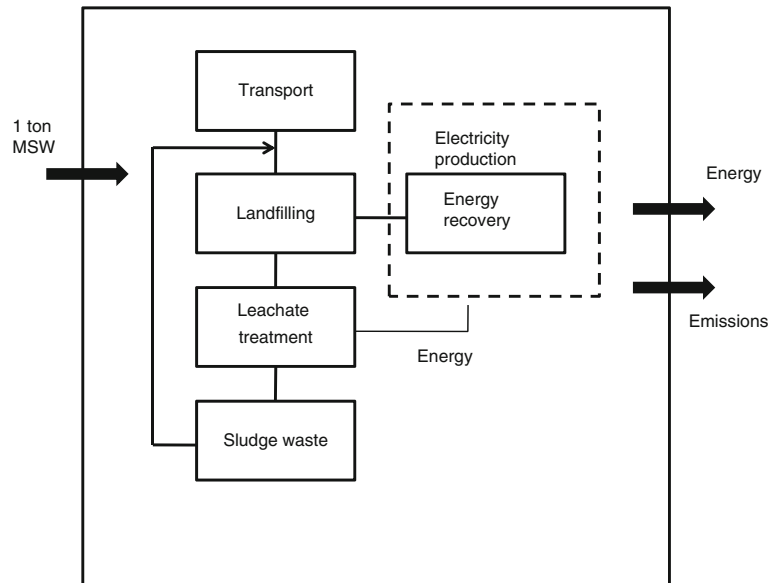 Transport
1 ton
MSW
Electricity
production
Energy
recovery
Energy
Landfilling
Leachate
treatment
Energy
Emissions
Sludge waste